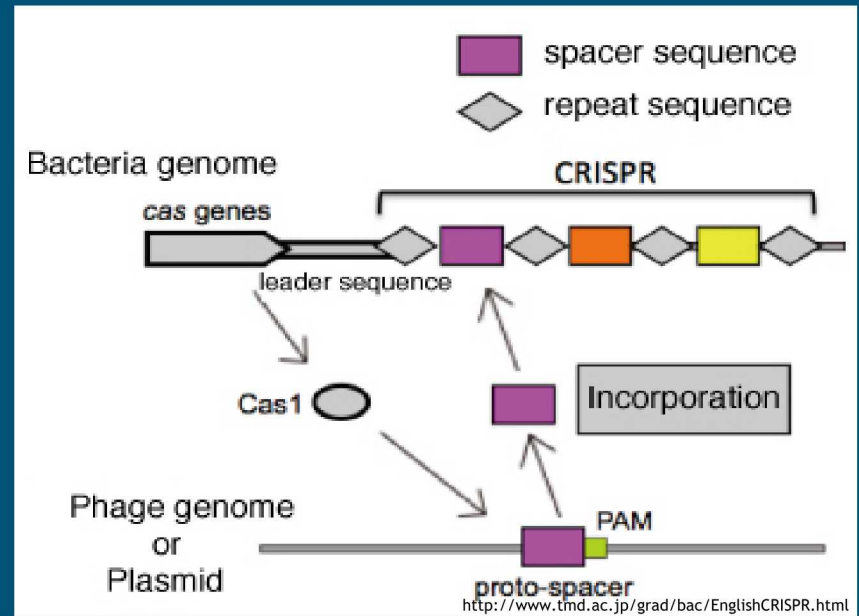 spacer sequence
repeat sequence
Bacteria genome
CRISPR
cas genes
leader sequence
Cas1
Incorporation
Phage genome
or
Plasmid
PAM
proto-spacer
http://www.tmd.ac.jp/grad/bac/EnglishCRISPR.html